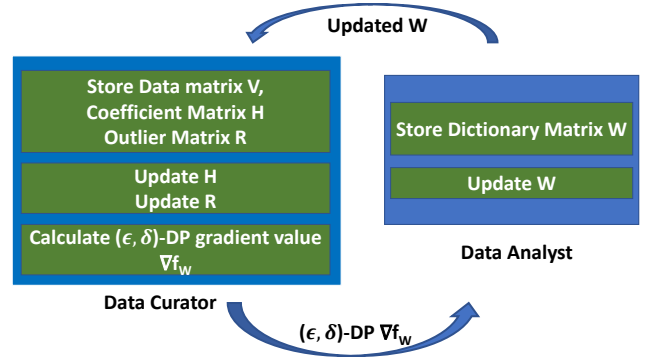 Updated W
Store Data matrix V,
Coefficient Matrix H
Outlier Matrix R
Update H
Update R
Calculate (ϵ, δ)-DP gradient value
∇f_W
Data Curator
Store Dictionary Matrix W
Update W
Data Analyst
(ϵ, δ)-DP ∇f_W